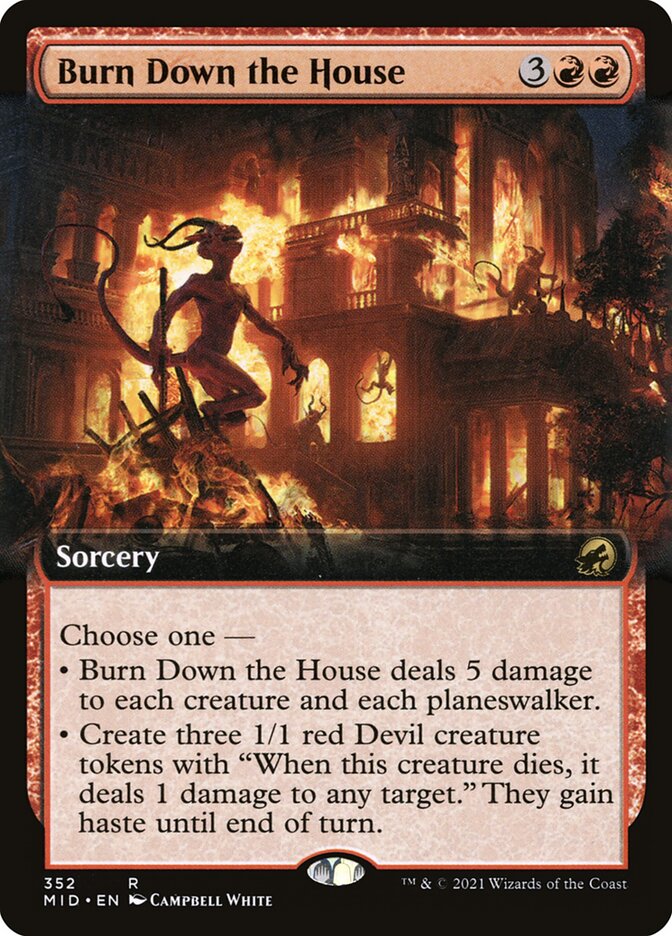 Burn Down the House 3
Sorcery
Choose one —
• Burn Down the House deals 5 damage
to each creature and each planeswalker.
• Create three 1/1 red Devil creature
tokens with “When this creature dies, it
deals 1 damage to any target.” They gain
haste until end of turn.
352 R
MID • EN CAMPBELL WHITE
™ & © 2021 Wizards of the Coast